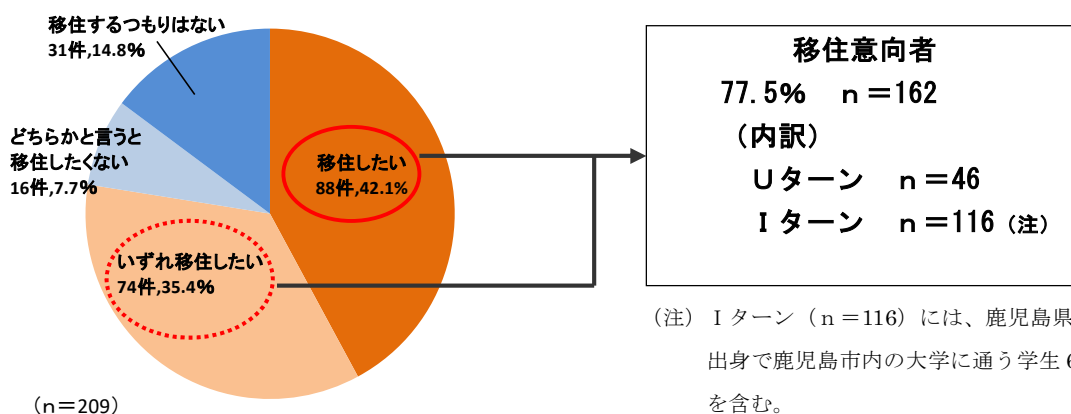 移住するつもりはない
31件,14.8%
どちらかと言うと
移住したくない
16件,7.7%
移住したい
88件,42.1%
いずれ移住したい
74件,35.4%
（n＝209）
移住意向者
77.5%　ｎ＝162
（内訳）
Ｕターン　ｎ＝46
Ｉターン　ｎ＝116（注）
（注）Ｉターン（ｎ＝116）には、鹿児島県
出身で鹿児島市内の大学に通う学生
を含む。